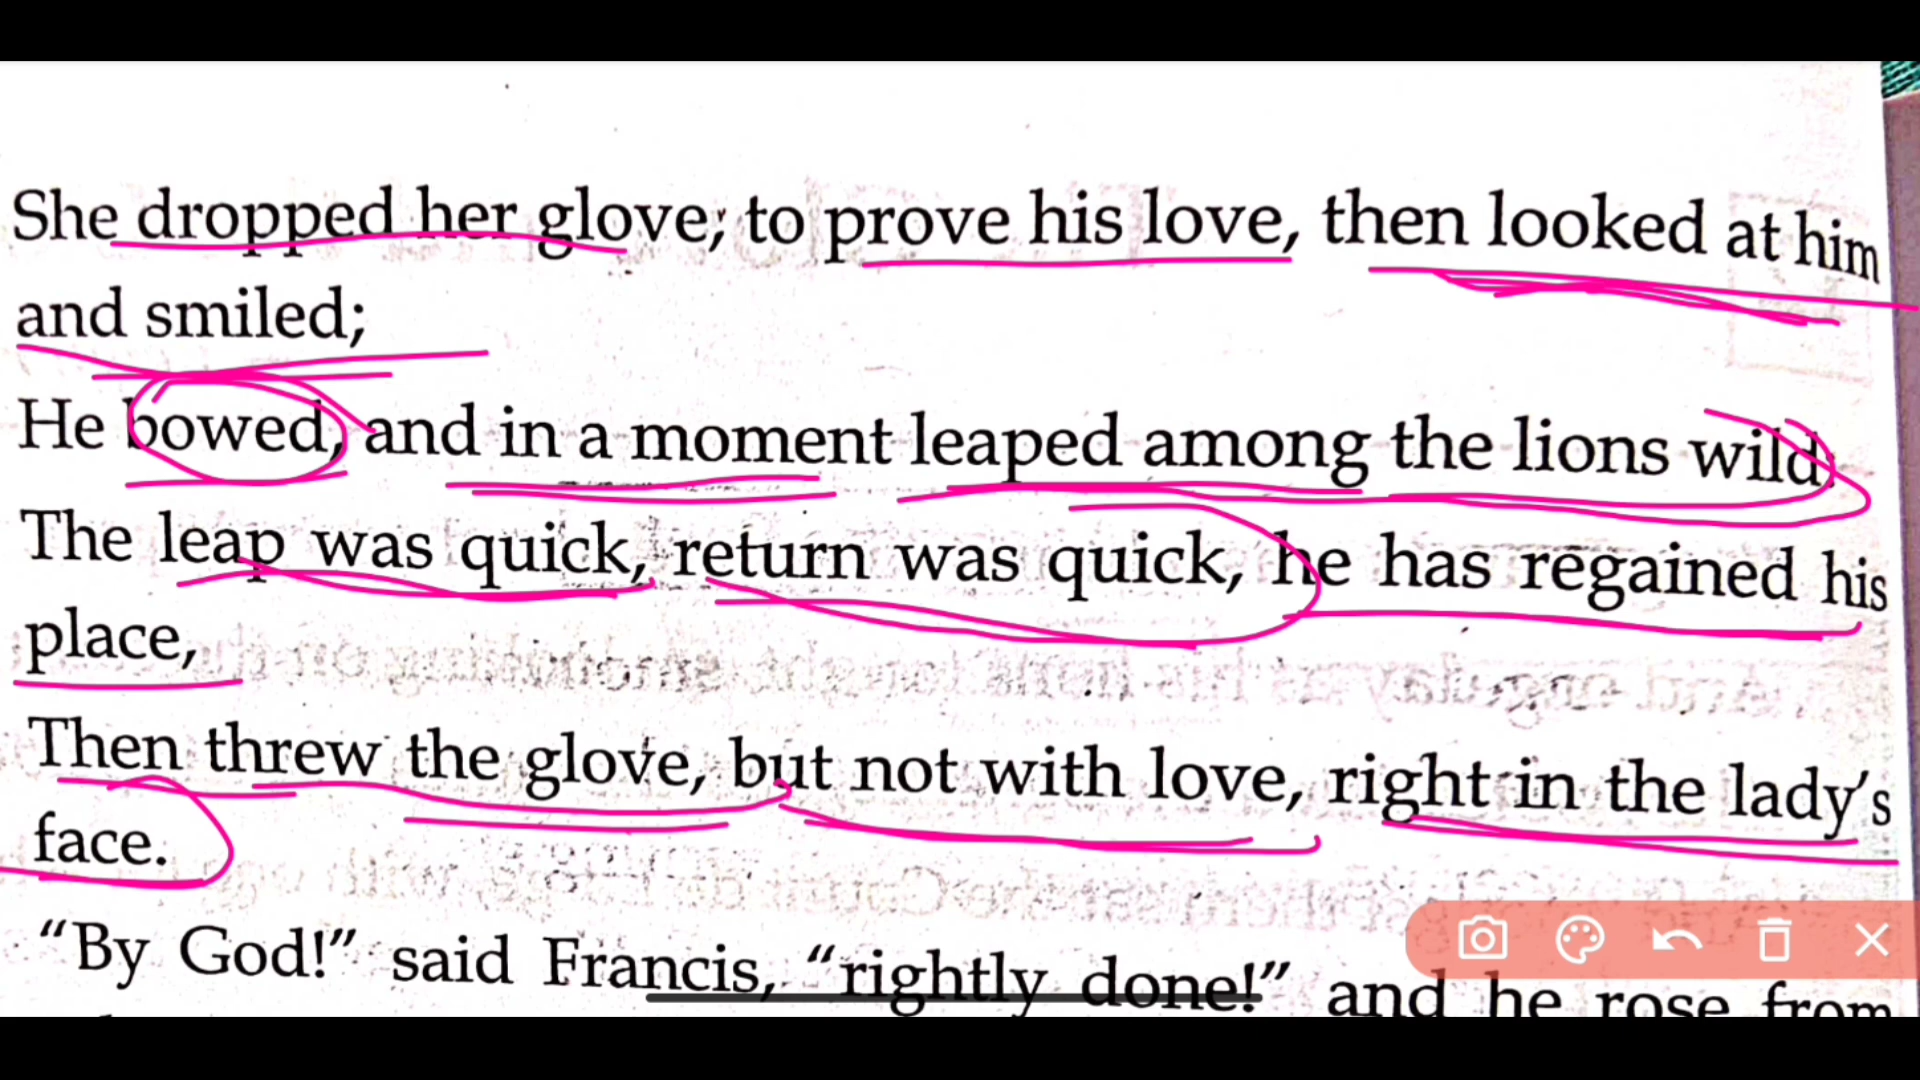 She dropped her glove; to prove his love, then looked at him
and smiled;
He bowed, and in a moment leaped among the lions wild;
The leap was quick, return was quick, he has regained his
place,
Then threw the glove, but not with love, right in the lady's
face.
"By God!" said Francis, "rightly done!" and he rose from